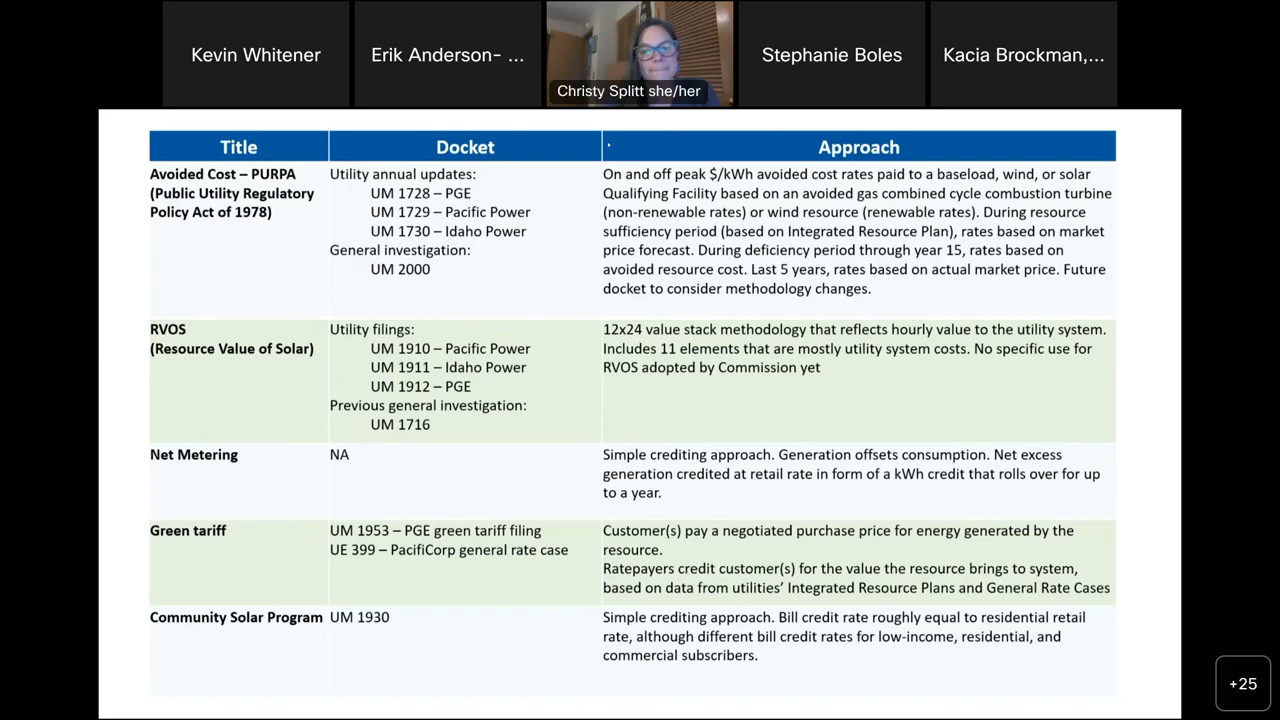 Kevin Whitener
Erik Anderson- ...
Christy Splitt she/her
Stephanie Boles
Kacia Brockman,...
Title
Docket
Approach
Avoided Cost – PURPA
(Public Utility Regulatory
Policy Act of 1978)
Utility annual updates:
UM 1728 – PGE
UM 1729 – Pacific Power
UM 1730 – Idaho Power
General investigation:
UM 2000
On and off peak $/kWh avoided cost rates paid to a baseload, wind, or solar
Qualifying Facility based on an avoided gas combined cycle combustion turbine
(non-renewable rates) or wind resource (renewable rates). During resource
sufficiency period (based on Integrated Resource Plan), rates based on market
price forecast. During deficiency period through year 15, rates based on
avoided resource cost. Last 5 years, rates based on actual market price. Future
docket to consider methodology changes.
RVOS
(Resource Value of Solar)
Utility filings:
UM 1910 – Pacific Power
UM 1911 – Idaho Power
UM 1912 – PGE
Previous general investigation:
UM 1716
12x24 value stack methodology that reflects hourly value to the utility system.
Includes 11 elements that are mostly utility system costs. No specific use for
RVOS adopted by Commission yet
Net Metering
NA
Simple crediting approach. Generation offsets consumption. Net excess
generation credited at retail rate in form of a kWh credit that rolls over for up
to a year.
Green tariff
UM 1953 – PGE green tariff filing
UE 399 – PacifiCorp general rate case
Customer(s) pay a negotiated purchase price for energy generated by the
resource.
Ratepayers credit customer(s) for the value the resource brings to system,
based on data from utilities’ Integrated Resource Plans and General Rate Cases
Community Solar Program
UM 1930
Simple crediting approach. Bill credit rate roughly equal to residential retail
rate, although different bill credit rates for low-income, residential, and
commercial subscribers.
+25